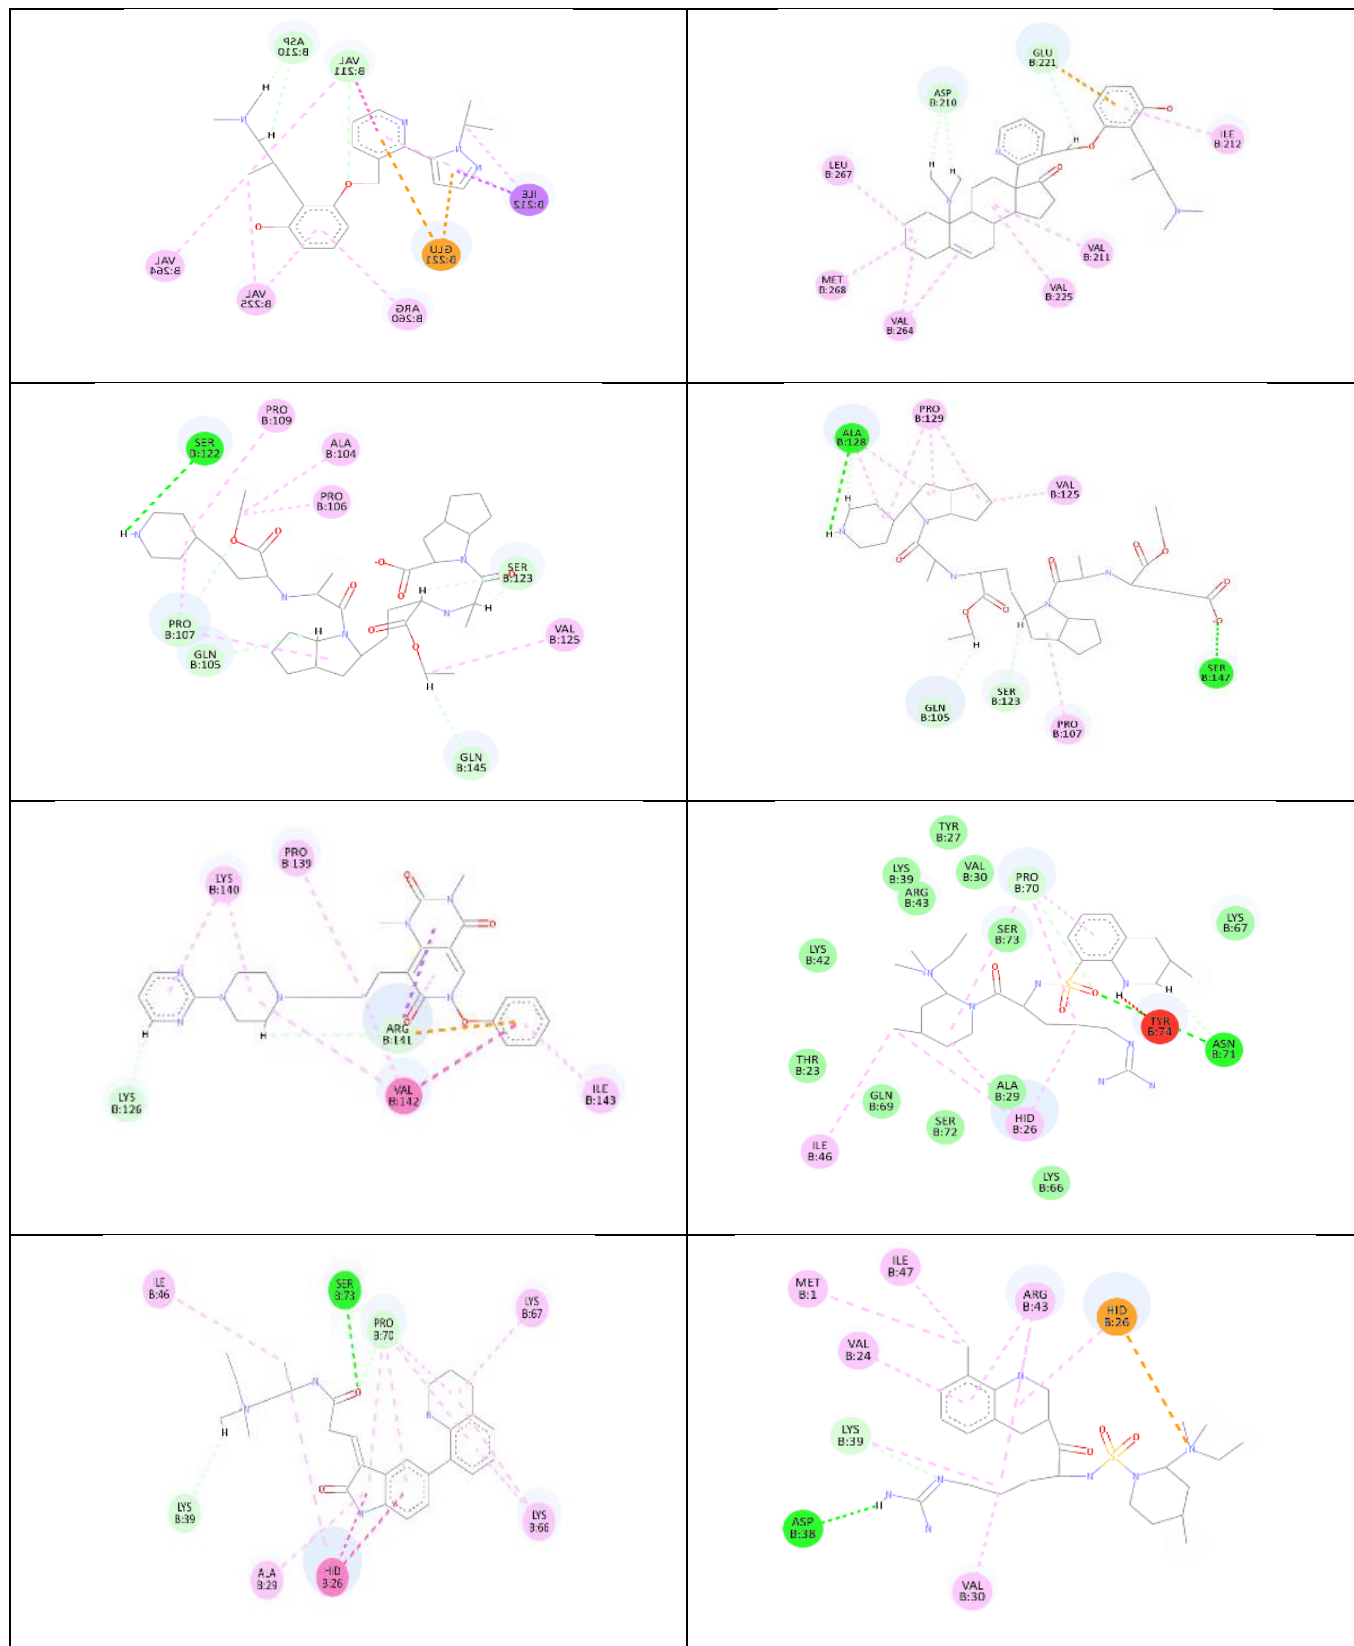 ASP
B:210
VAL
B:211
VAL
B:264
VAL
B:225
ARG
B:260
GLU
B:221
ILE
B:212
H
H
N
O
O
N
N
N
GLU
B:221
ASP
B:210
ILE
B:212
LEU
B:267
MET
B:268
VAL
B:264
VAL
B:225
VAL
B:211
H
H
H
N
N
O
O
O
N
PRO
B:109
SER
B:122
ALA
B:104
PRO
B:106
SER
B:123
VAL
B:125
PRO
B:107
GLN
B:105
GLN
B:145
H
N
O
O
N
O
N
H
-O
O
N
O
H
H
N
O
O
H
PRO
B:129
ALA
B:128
VAL
B:125
SER
B:147
GLN
B:105
SER
B:123
PRO
B:107
H
H
N
N
O
N
O
O
H
H
N
O
N
O
O
O
-O
PRO
B:139
LYS
B:140
ARG
B:141
VAL
B:142
ILE
B:143
LYS
B:126
N
N
N
N
H
H
O
N
N
O
O
N
O
TYR
B:27
LYS
B:39
ARG
B:43
VAL
B:30
PRO
B:70
LYS
B:67
SER
B:73
LYS
B:42
TYR
B:74
ASN
B:71
THR
B:23
GLN
B:69
ALA
B:29
HID
B:26
SER
B:72
ILE
B:46
LYS
B:66
N
N
O
N
S
O
O
N
H
H
N
N
N
ILE
B:46
SER
B:73
PRO
B:70
LYS
B:67
LYS
B:39
ALA
B:29
HID
B:26
LYS
B:66
N
H
N
O
O
N
N
MET
B:1
ILE
B:47
ARG
B:43
HID
B:26
VAL
B:24
LYS
B:39
ASP
B:38
VAL
B:30
N
O
N
S
O
O
N
N
N
H
N
N